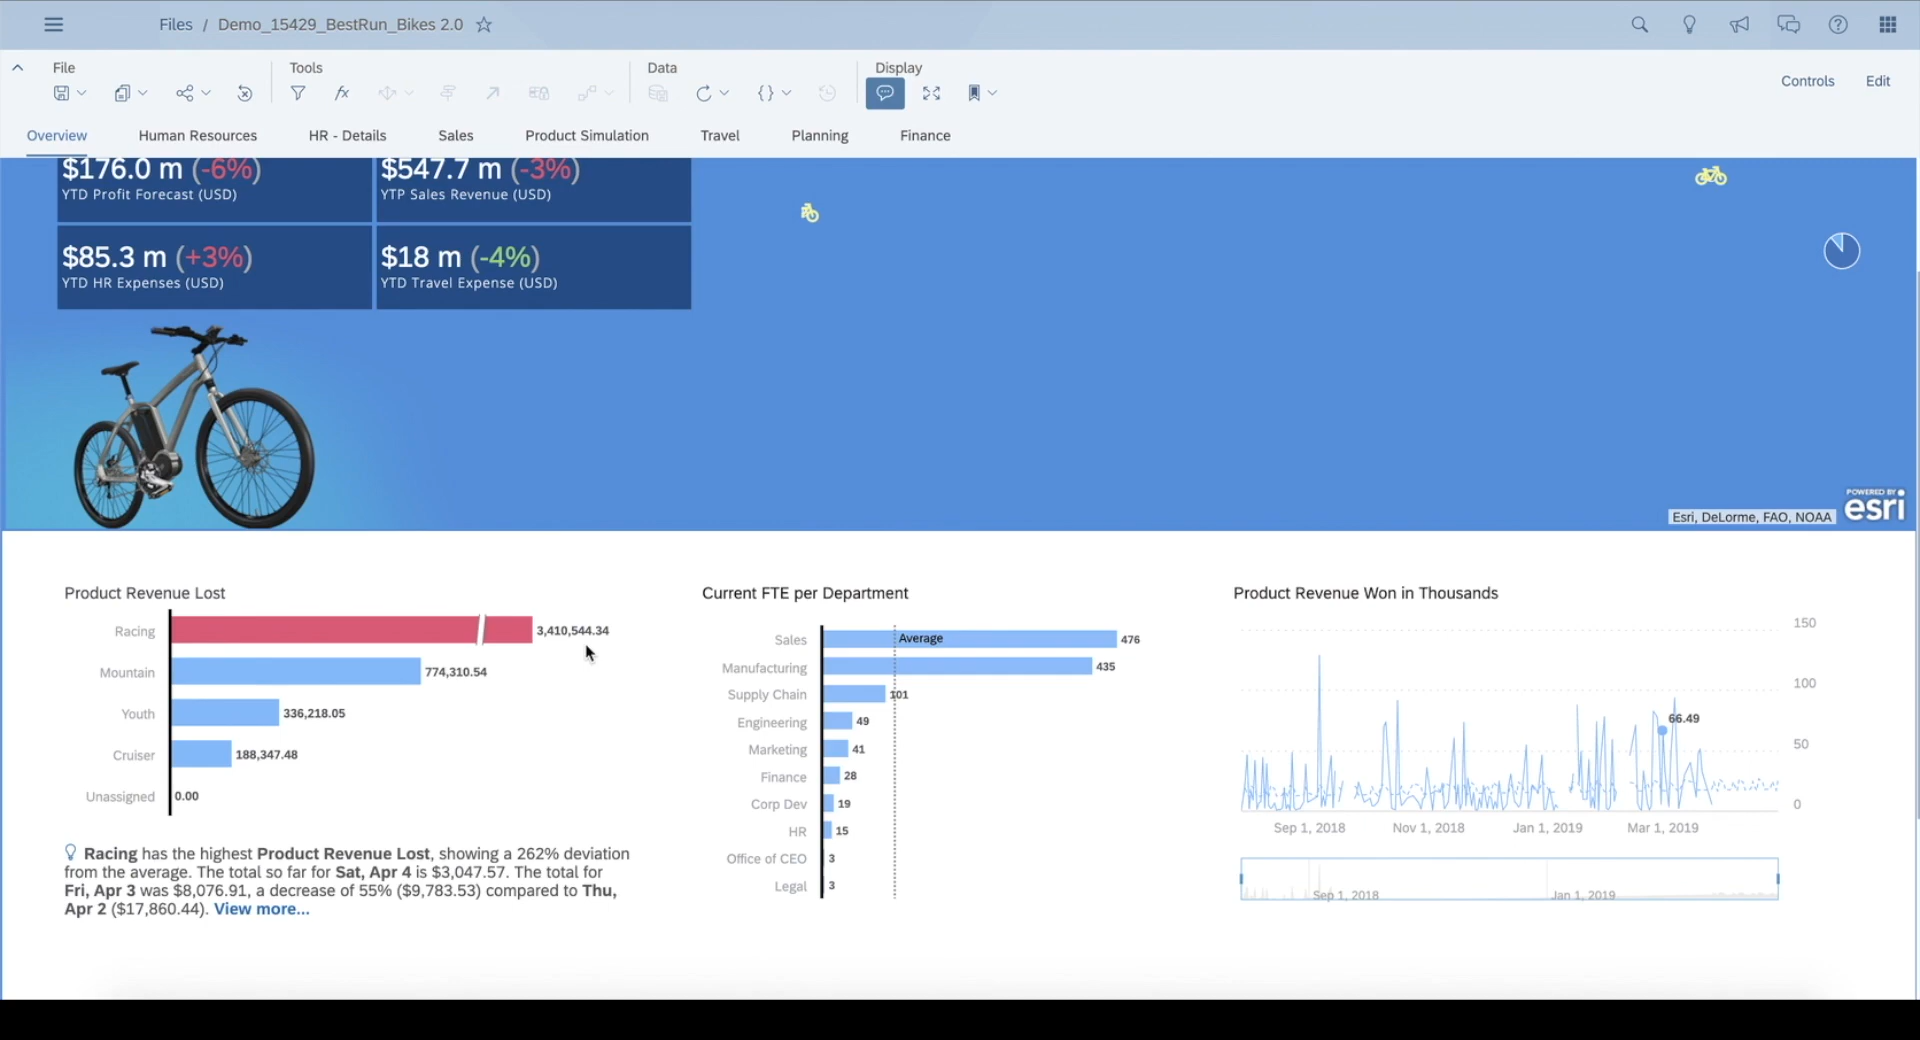 Files / Demo_15429_BestRun_Bikes 2.0
File Tools Data Display
Controls Edit
Overview Human Resources HR - Details Sales Product Simulation Travel Planning Finance
$176.0 m (-6%)
YTD Profit Forecast (USD)
$547.7 m (-3%)
YTP Sales Revenue (USD)
$85.3 m (+3%)
YTD HR Expenses (USD)
$18 m (-4%)
YTD Travel Expense (USD)
Esri, DeLorme, FAO, NOAA
POWERED BY
esri
Product Revenue Lost
Racing 3,410,544.34
Mountain 774,310.54
Youth 336,218.05
Cruiser 188,347.48
Unassigned 0.00
Racing has the highest Product Revenue Lost, showing a 262% deviation
from the average. The total so far for Sat, Apr 4 is $3,047.57. The total for
Fri, Apr 3 was $8,076.91, a decrease of 55% ($9,783.53) compared to Thu,
Apr 2 ($17,860.44). View more...
Current FTE per Department
Average
Sales 476
Manufacturing 435
Supply Chain 101
Engineering 49
Marketing 41
Finance 28
Corp Dev 19
HR 15
Office of CEO 3
Legal 3
Product Revenue Won in Thousands
150
100
66.49
50
0
Sep 1, 2018 Nov 1, 2018 Jan 1, 2019 Mar 1, 2019
Sep 1, 2018 Jan 1, 2019